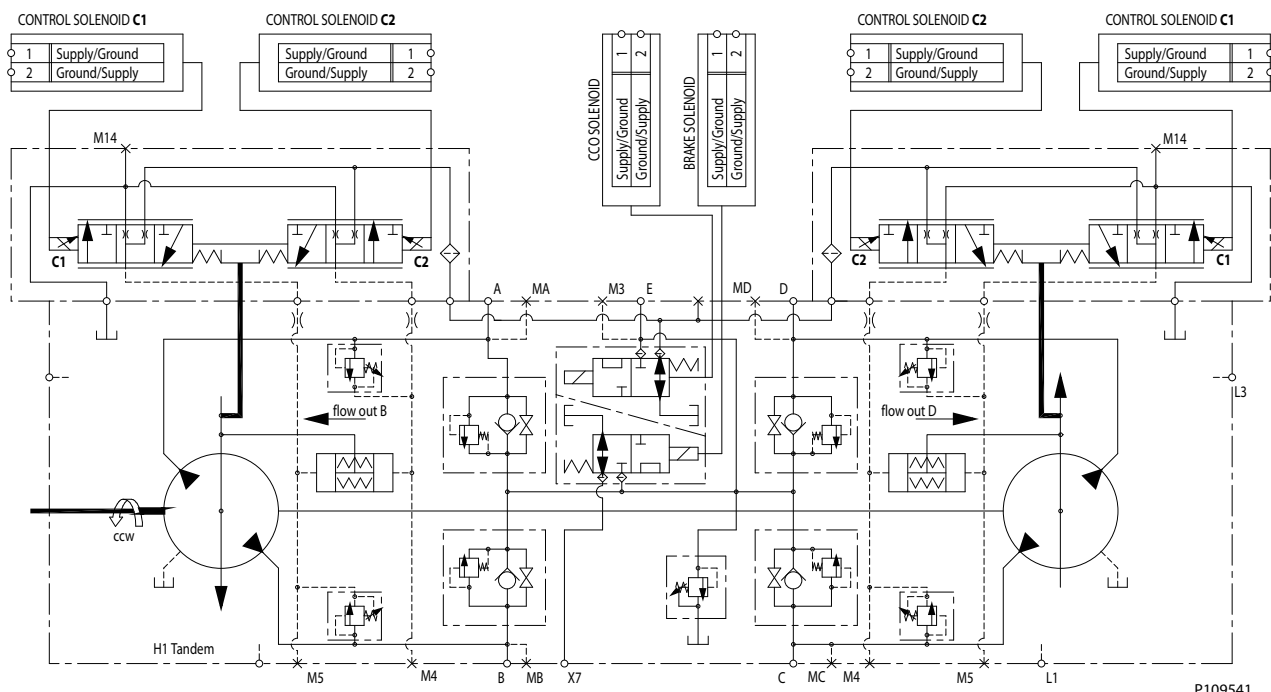 CONTROL SOLENOID C1
CONTROL SOLENOID C2
CONTROL SOLENOID C2
CONTROL SOLENOID C1
1 Supply/Ground
2 Ground/Supply
Supply/Ground 1
Ground/Supply 2
CCO SOLENOID
1 Supply/Ground
2 Ground/Supply
BRAKE SOLENOID
1 Supply/Ground
2 Ground/Supply
1 Supply/Ground
2 Ground/Supply
Supply/Ground 1
Ground/Supply 2
M14
M14
C1
C2
C2
C1
A
MA
M3
E
MD
D
L3
flow out B
flow out D
ccw
H1 Tandem
M5
M4
B
MB
X7
C
MC
M4
M5
L1
P109541